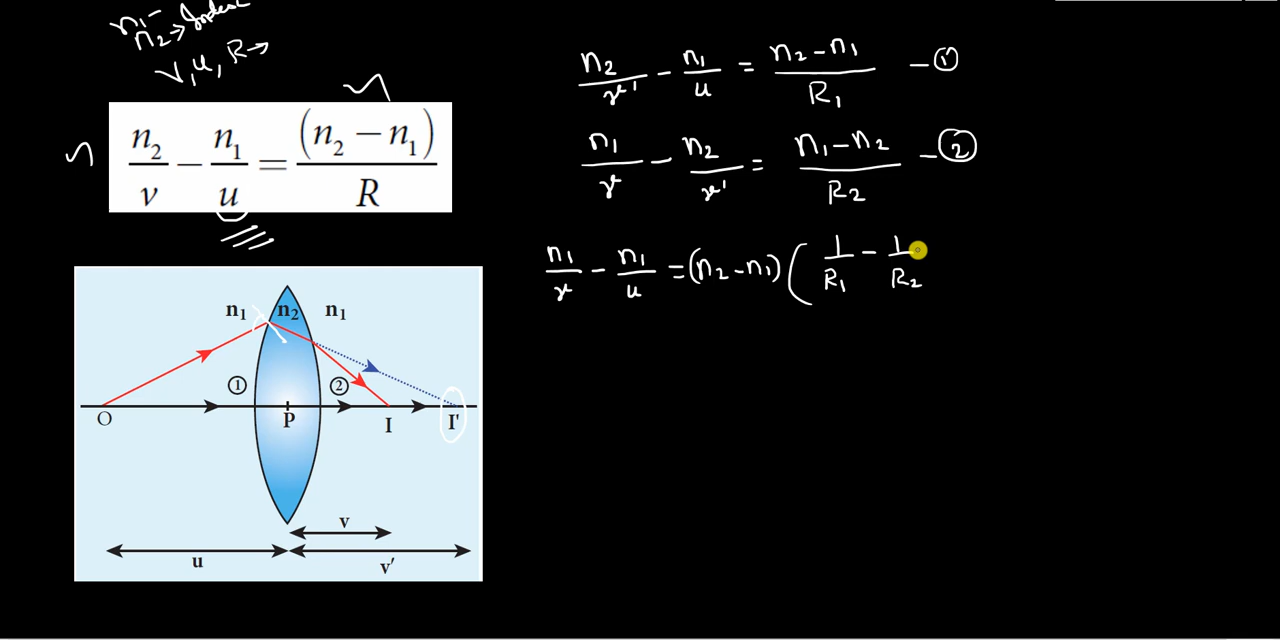 n₁-
n₂→Index
v, u, R→
n₂/v - n₁/u = (n₂ - n₁)/R
n₂/v' - n₁/u = n₂-n₁/R₁ -①
n₁/v - n₂/v' = n₁-n₂/R₂ -②
n₁/v - n₁/u = (n₂-n₁)(1/R₁ - 1/R₂
n₁ n₂ n₁
① ②
O P I I'
v
u v'